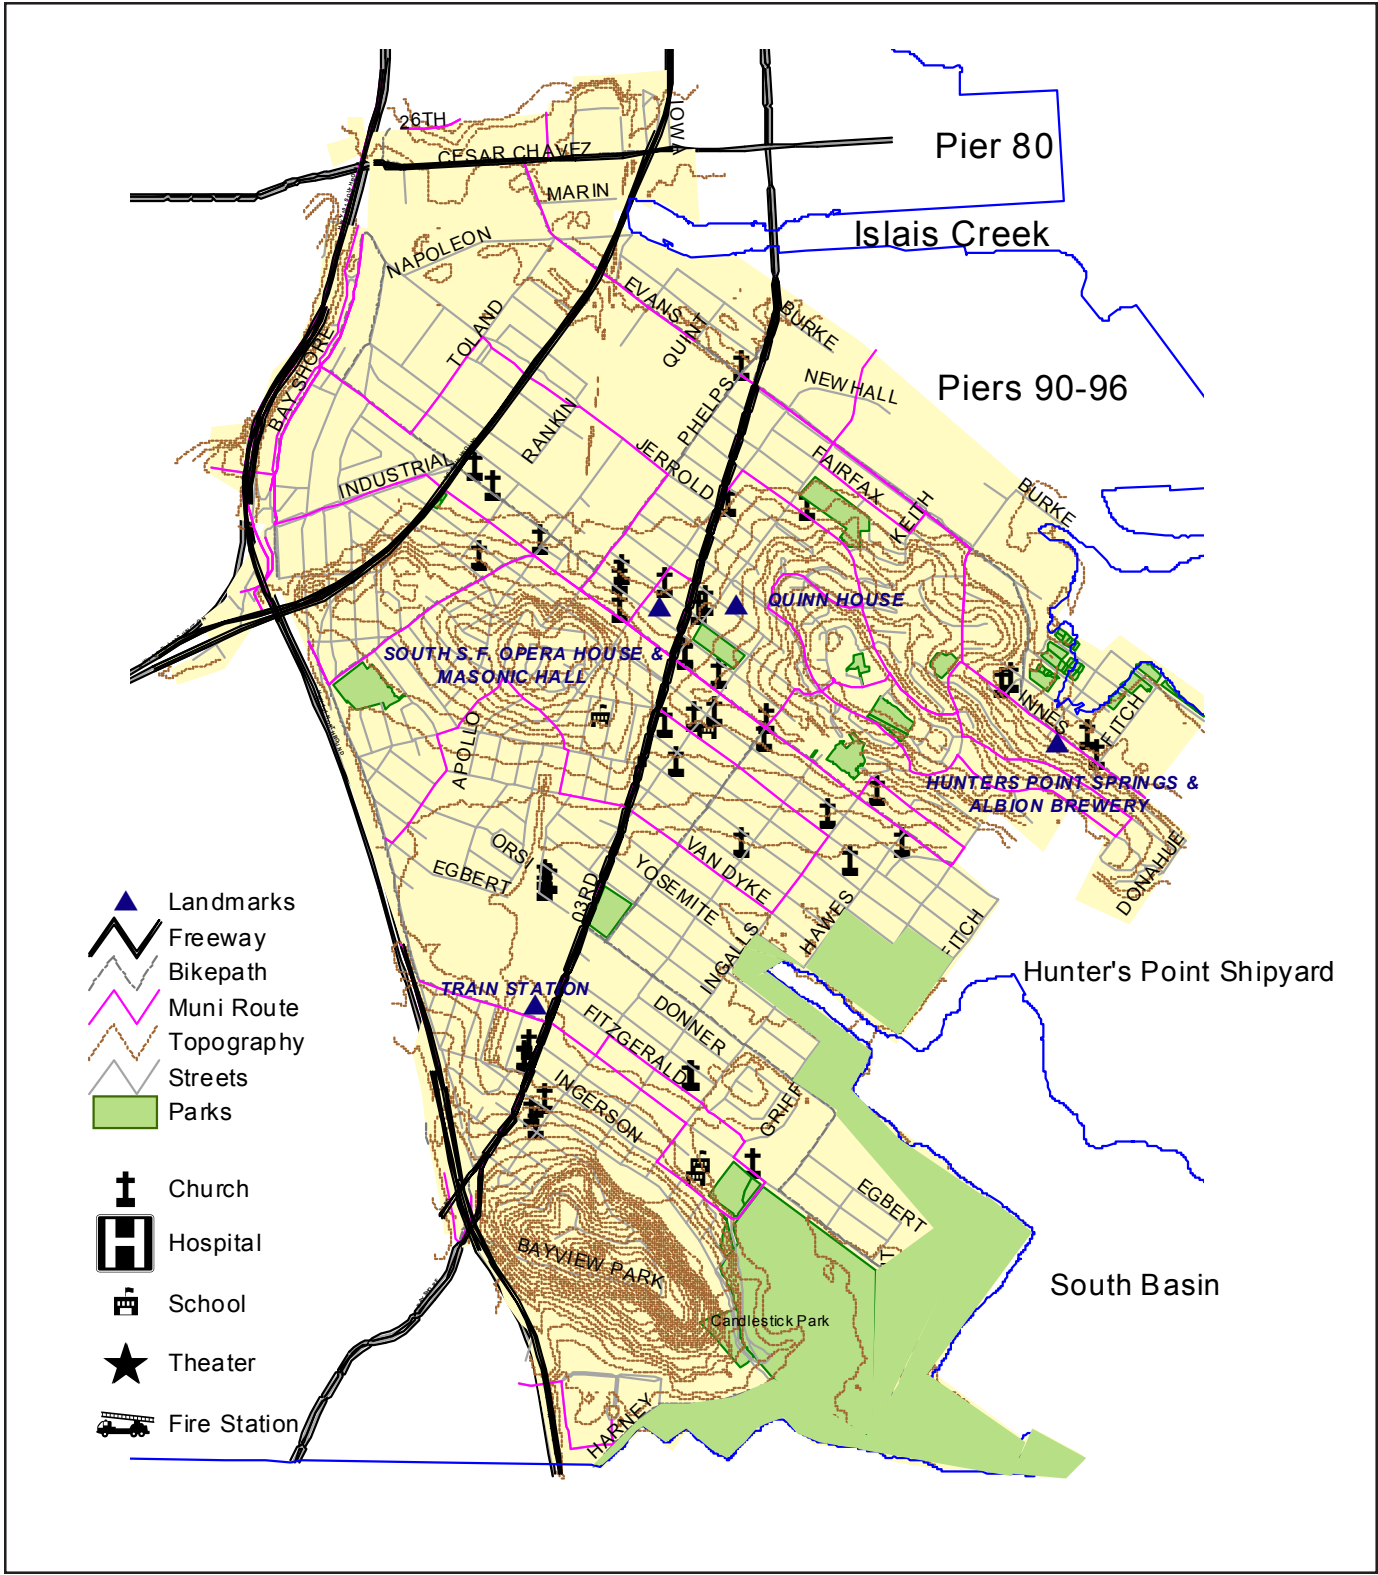 26TH
IOWA
CESAR CHAVEZ
Pier 80
MARIN
Islais Creek
NAPOLEON
EVANS
TOLAND
QUINT
BURKE
BAY SHORE
NEWHALL
Piers 90-96
PHELPS
RANKIN
JERROLD
INDUSTRIAL
FAIRFAX
KEITH
BURKE
QUINN HOUSE
SOUTH S.F. OPERA HOUSE &
MASONIC HALL
INNES
FITCH
APOLLO
HUNTERS POINT SPRINGS &
ALBION BREWERY
ORSI
EGBERT
VAN DYKE
YOSEMITE
DONAHUE
03RD
HAWES
FITCH
INGALLS
Hunter's Point Shipyard
TRAIN STATION
DONNER
FITZGERALD
INGERSON
GRIFF
EGBERT
BAYVIEW PARK
South Basin
Candlestick Park
HARNEY
Landmarks
Freeway
Bikepath
Muni Route
Topography
Streets
Parks
Church
Hospital
School
Theater
Fire Station